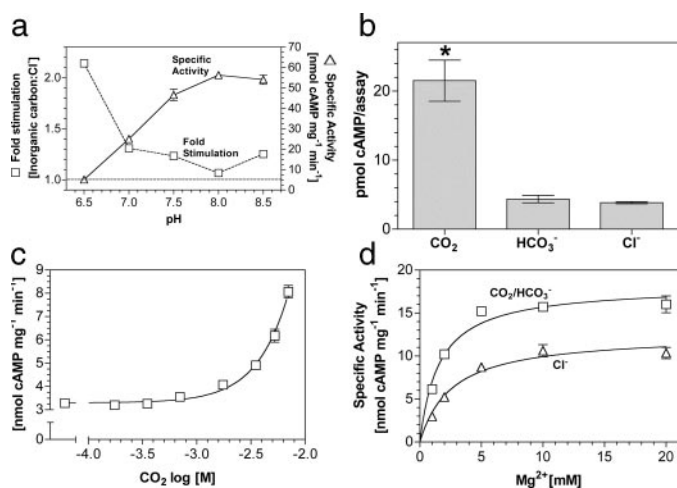 a
□ Fold stimulation
[Inorganic carbon:Cl⁻]
2.0
1.5
1.0
Specific
Activity
Fold
Stimulation
70
60
50
40
30
20
10
0
△ Specific Activity
[nmol cAMP mg⁻¹ min⁻¹]
6.5 7.0 7.5 8.0 8.5
pH
b
pmol cAMP/assay
20
10
0
*
CO₂ HCO₃⁻ Cl⁻
c
[nmol cAMP mg⁻¹ min⁻¹]
9
8
7
6
5
4
3
0
-4.0 -3.5 -3.0 -2.5 -2.0
CO₂ log [M]
d
Specific Activity
[nmol cAMP mg⁻¹ min⁻¹]
20
15
10
5
0
CO₂/HCO₃⁻
Cl⁻
0 5 10 15 20
Mg²⁺[mM]